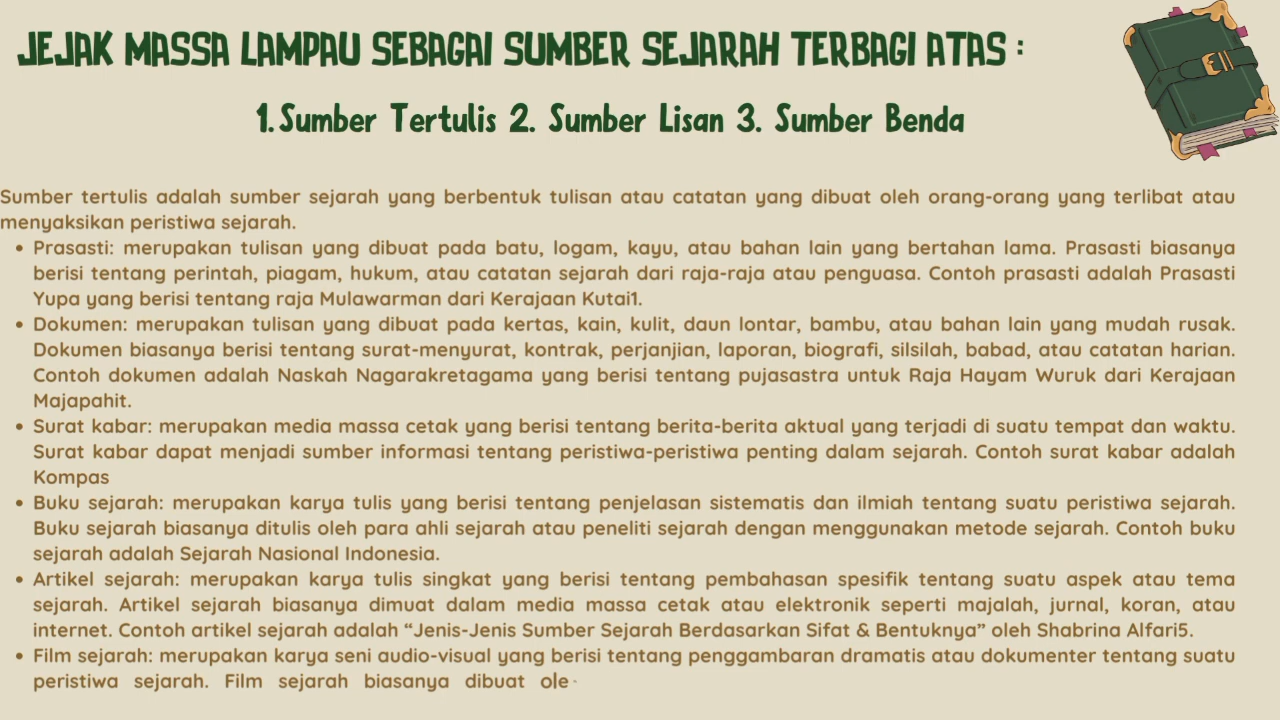 JEJAK MASSA LAMPAU SEBAGAI SUMBER SEJARAH TERBAGI ATAS :
1. Sumber Tertulis 2. Sumber Lisan 3. Sumber Benda
Sumber tertulis adalah sumber sejarah yang berbentuk tulisan atau catatan yang dibuat oleh orang-orang yang terlibat atau
menyaksikan peristiwa sejarah.
• Prasasti: merupakan tulisan yang dibuat pada batu, logam, kayu, atau bahan lain yang bertahan lama. Prasasti biasanya
berisi tentang perintah, piagam, hukum, atau catatan sejarah dari raja-raja atau penguasa. Contoh prasasti adalah Prasasti
Yupa yang berisi tentang raja Mulawarman dari Kerajaan Kutai1.
• Dokumen: merupakan tulisan yang dibuat pada kertas, kain, kulit, daun lontar, bambu, atau bahan lain yang mudah rusak.
Dokumen biasanya berisi tentang surat-menyurat, kontrak, perjanjian, laporan, biografi, silsilah, babad, atau catatan harian.
Contoh dokumen adalah Naskah Nagarakretagama yang berisi tentang pujasastra untuk Raja Hayam Wuruk dari Kerajaan
Majapahit.
• Surat kabar: merupakan media massa cetak yang berisi tentang berita-berita aktual yang terjadi di suatu tempat dan waktu.
Surat kabar dapat menjadi sumber informasi tentang peristiwa-peristiwa penting dalam sejarah. Contoh surat kabar adalah
Kompas
• Buku sejarah: merupakan karya tulis yang berisi tentang penjelasan sistematis dan ilmiah tentang suatu peristiwa sejarah.
Buku sejarah biasanya ditulis oleh para ahli sejarah atau peneliti sejarah dengan menggunakan metode sejarah. Contoh buku
sejarah adalah Sejarah Nasional Indonesia.
• Artikel sejarah: merupakan karya tulis singkat yang berisi tentang pembahasan spesifik tentang suatu aspek atau tema
sejarah. Artikel sejarah biasanya dimuat dalam media massa cetak atau elektronik seperti majalah, jurnal, koran, atau
internet. Contoh artikel sejarah adalah “Jenis-Jenis Sumber Sejarah Berdasarkan Sifat & Bentuknya” oleh Shabrina Alfari5.
• Film sejarah: merupakan karya seni audio-visual yang berisi tentang penggambaran dramatis atau dokumenter tentang suatu
peristiwa sejarah. Film sejarah biasanya dibuat ole